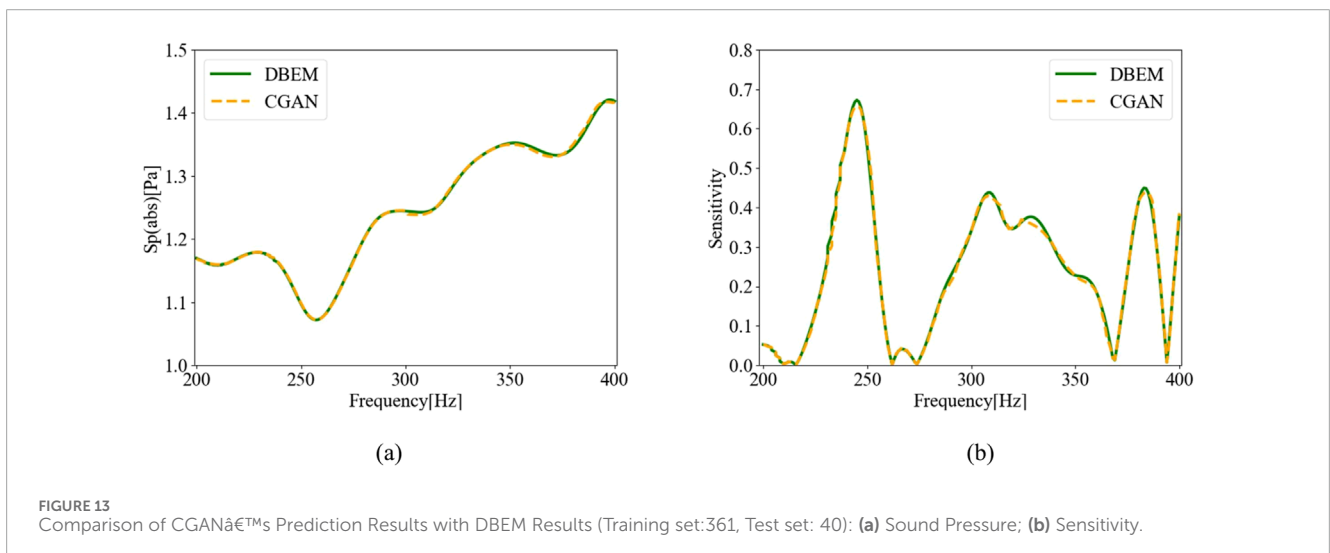 1.5
1.4
1.3
1.2
1.1
1.0
Sp(abs)[Pa]
DBEM
CGAN
200 250 300 350 400
Frequency[Hz]
(a)
0.8
0.7
0.6
0.5
0.4
0.3
0.2
0.1
0.0
Sensitivity
DBEM
CGAN
200 250 300 350 400
Frequency[Hz]
(b)
FIGURE 13
Comparison of CGANâ€™s Prediction Results with DBEM Results (Training set:361, Test set: 40): (a) Sound Pressure; (b) Sensitivity.